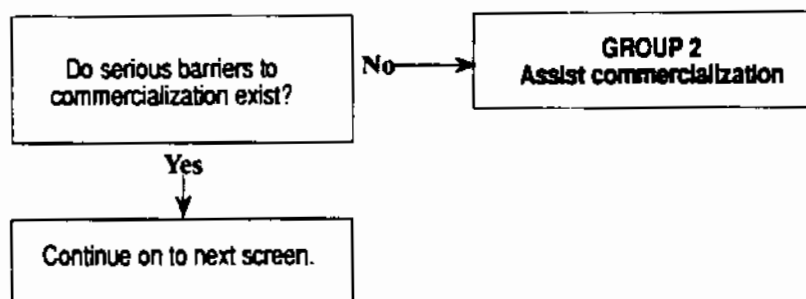 Do serious barriers to
commercialization exist?
No
GROUP 2
Assist commercialization
Yes
Continue on to next screen.